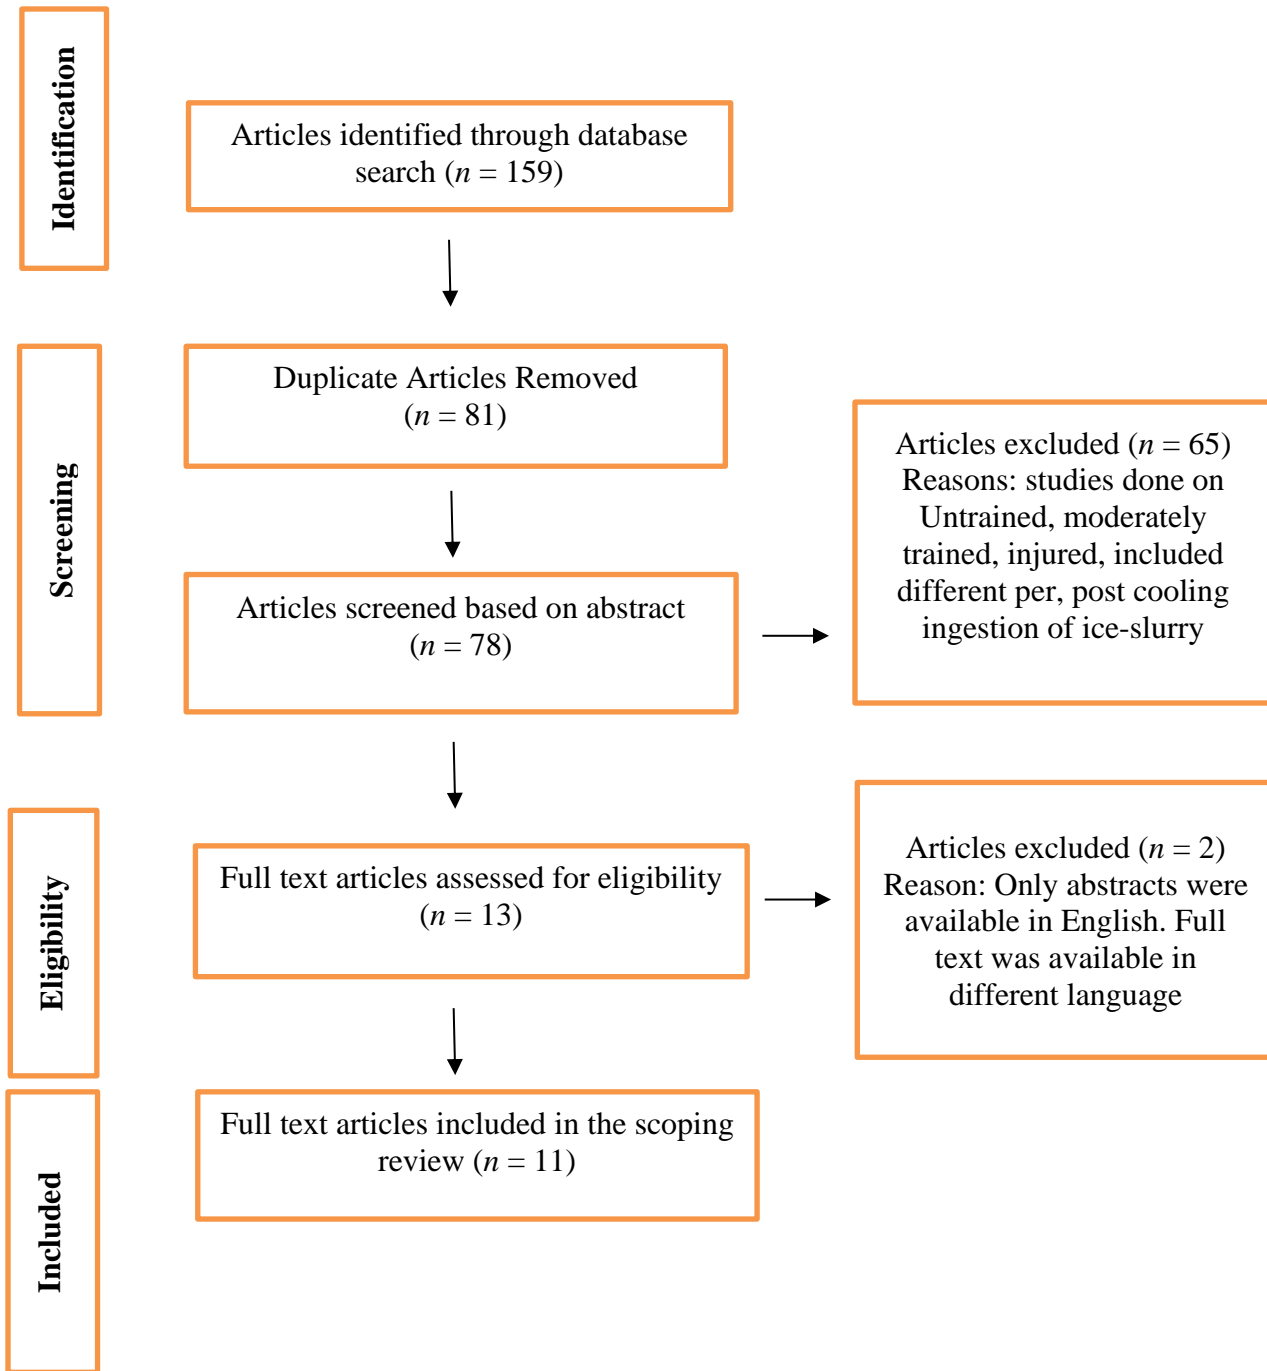 Identification
Articles identified through database
search (n = 159)
Screening
Duplicate Articles Removed
(n = 81)
Articles screened based on abstract
(n = 78)
Articles excluded (n = 65)
Reasons: studies done on
Untrained, moderately
trained, injured, included
different per, post cooling
ingestion of ice-slurry
Eligibility
Full text articles assessed for eligibility
(n = 13)
Articles excluded (n = 2)
Reason: Only abstracts were
available in English. Full
text was available in
different language
Included
Full text articles included in the scoping
review (n = 11)